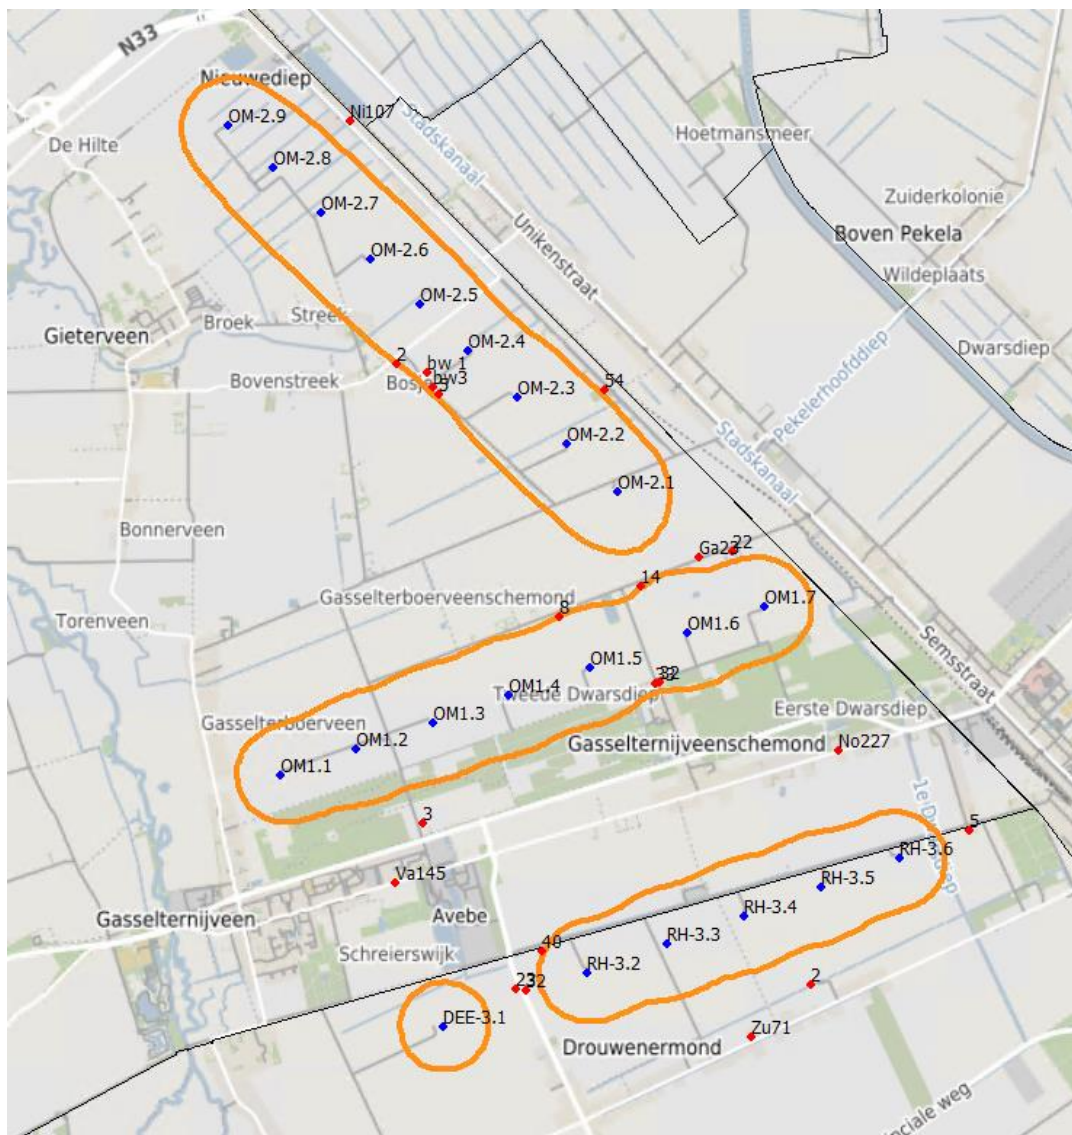 N33
Nieuwediep
Ni107
OM-2.9
De Hilte
Stadskanaal
Hoetmansmeer
OM-2.8
Zuiderkolonie
OM-2.7
Unikenstraat
Boven Pekela
OM-2.6
Wildeplaats
OM-2.5
Streek
Broek
Gieterveen
OM-2.4
Dwarsdiep
2
bw 1
Bovenstreek
bw3
54
OM-2.3
Pekelerhoofddiep
OM-2.2
Stadskanaal
OM-2.1
Bonnerveen
22
14
Gasselterboerveenschemond
8
OM1.7
Torenveen
OM1.6
Semsstraat
OM1.5
OM1.4
Tweede Dwarsdiep
Eerste Dwarsdiep
OM1.3
Gasselterboerveen
OM1.2
Gasselternijveenschemond
No227
OM1.1
3
5
RH-3.6
Va145
RH-3.5
Gasselternijveen
Avebe
RH-3.4
RH-3.3
40
Schreierswijk
RH-3.2
2
DEE-3.1
Zu71
Drouwenermond
nciale weg